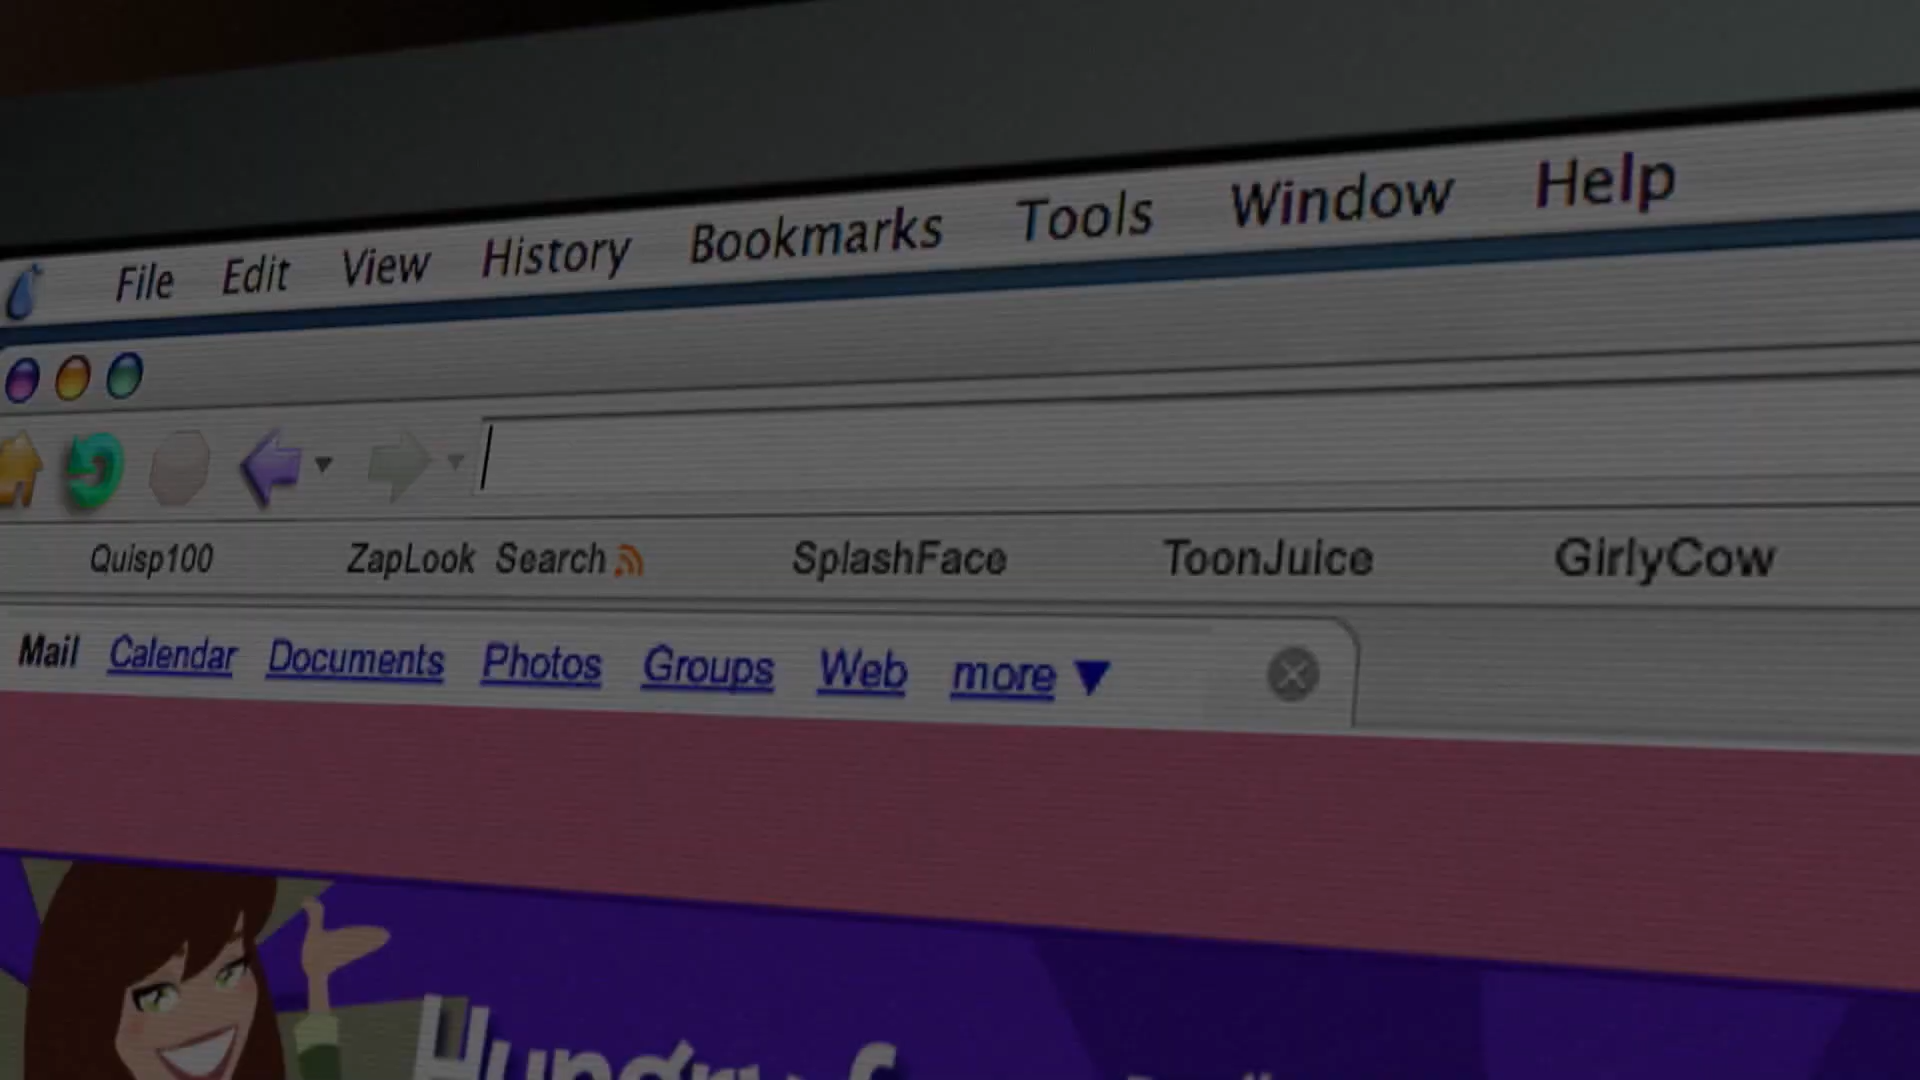 File Edit View History Bookmarks Tools Window Help
Quisp100 ZapLook Search SplashFace ToonJuice GirlyCow
Mail Calendar Documents Photos Groups Web more
Hungry f